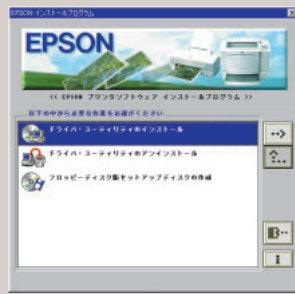 EPSON インストールプログラム
EPSON
<< EPSON プリンタソフトウェア インストールプログラム >>
以下の中から必要な作業をお選びください
ドライバ・ユーティリティのインストール
ドライバ・ユーティリティのアンインストール
フロッピーディスク版セットアップディスクの作成